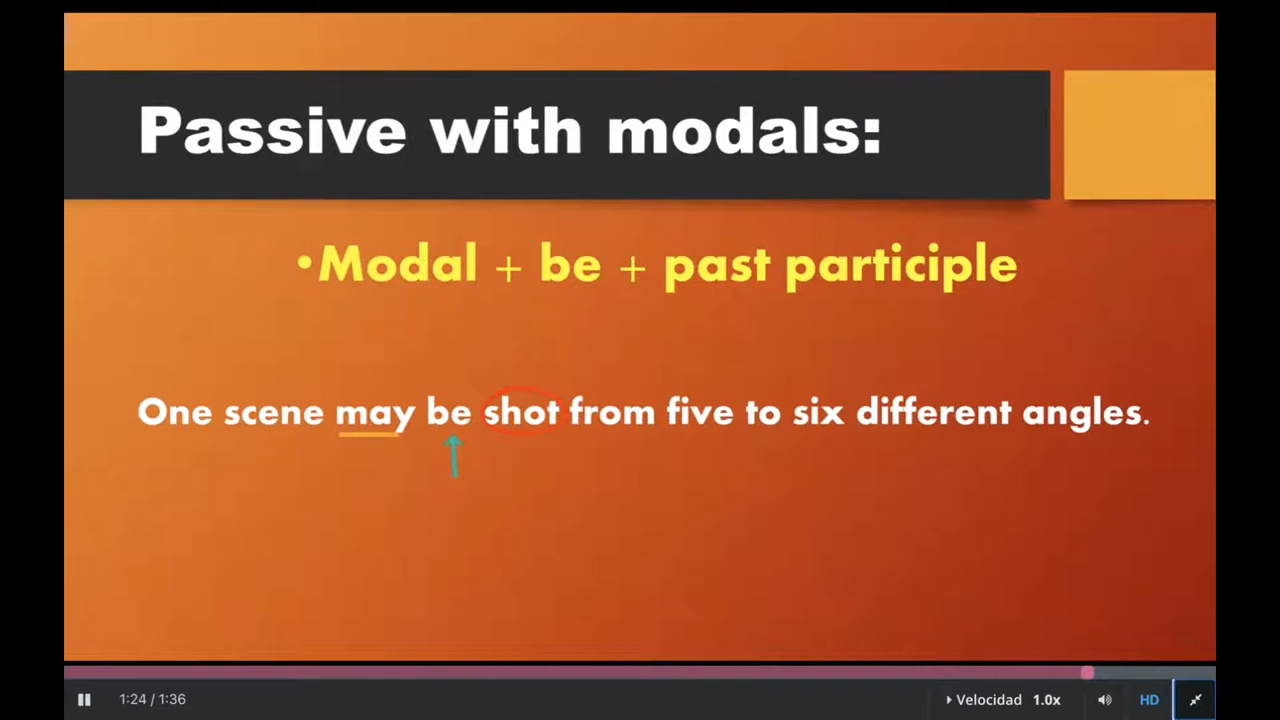 Passive with modals:
•Modal + be + past participle
One scene may be shot from five to six different angles.
1:24 / 1:36
Velocidad 1.0x
HD